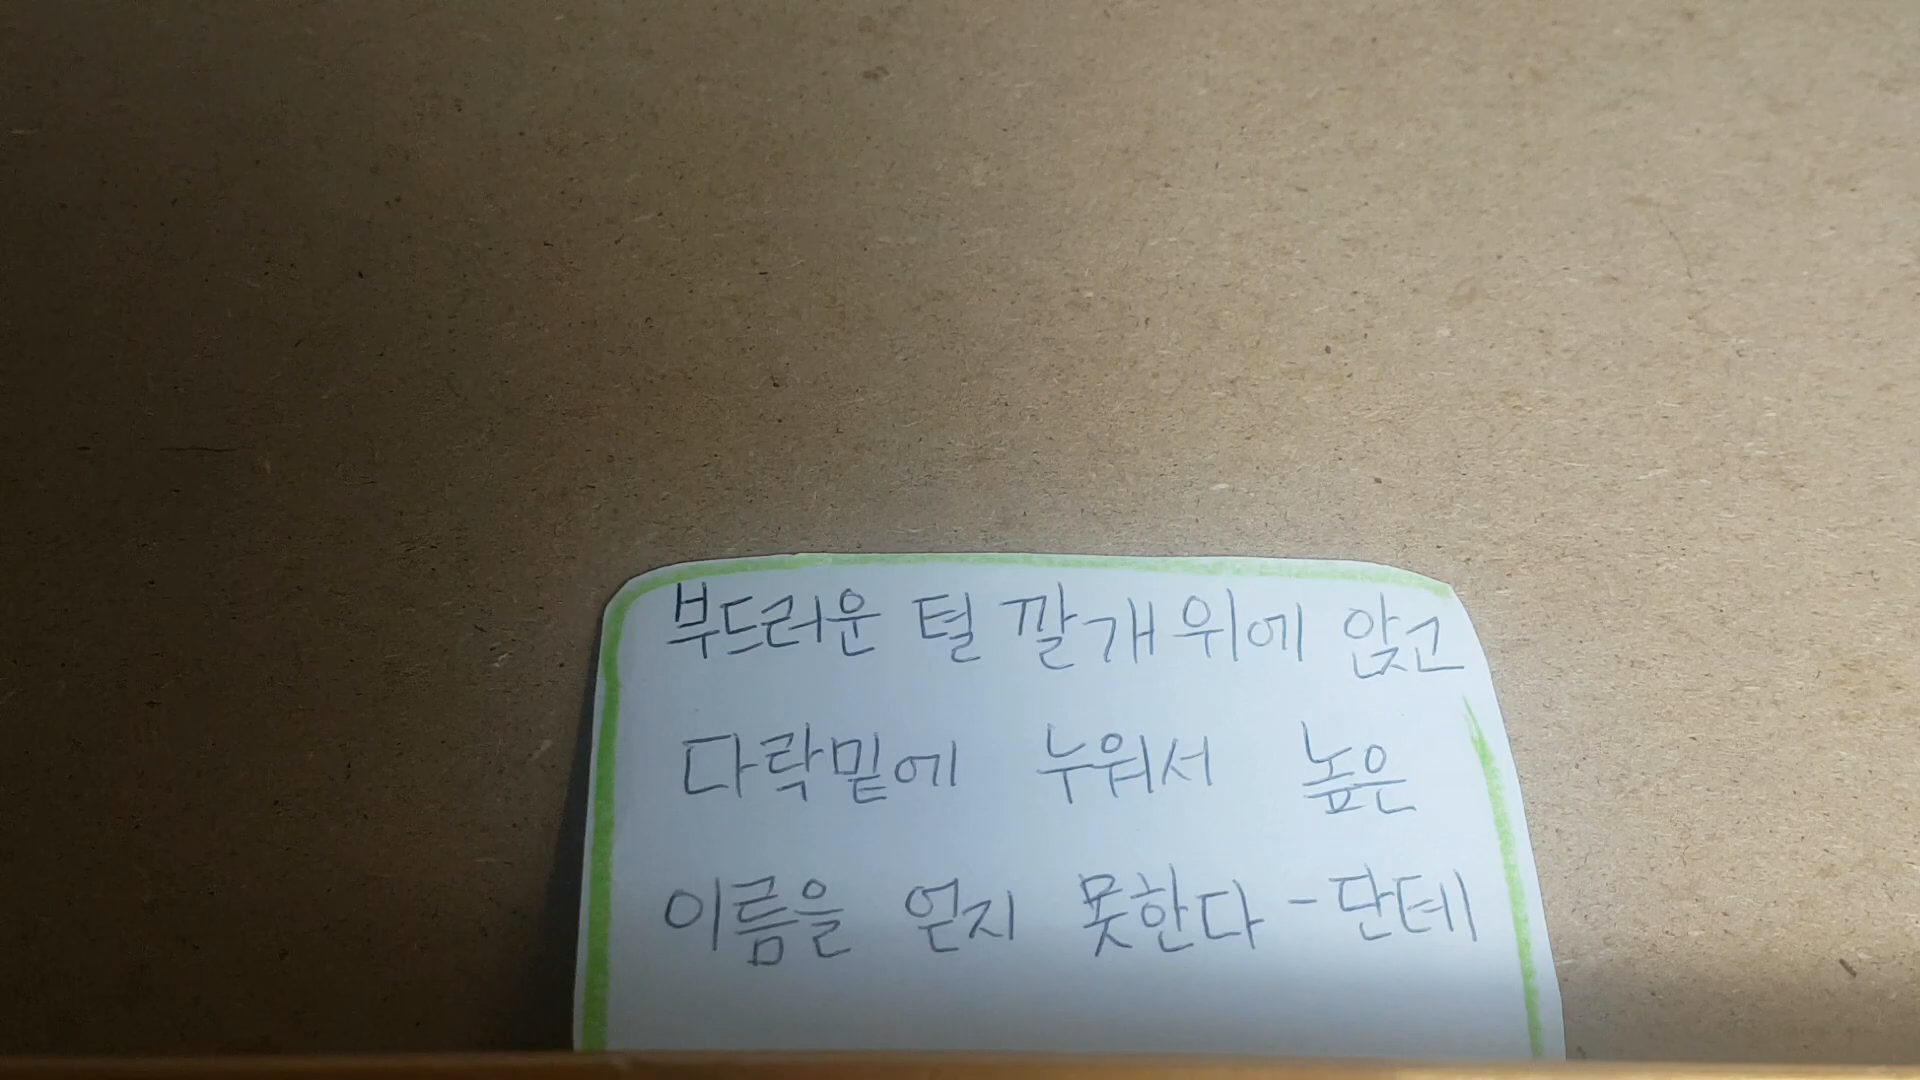 부드러운 털 깔개 위에 앉고
다락밑에 누워서 높은
이름을 얻지 못한다 - 단테